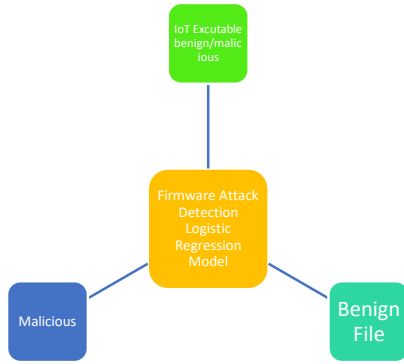 IoT Excutable
benign/malic
ious
Firmware Attack
Detection
Logistic
Regression
Model
Malicious
Benign
File